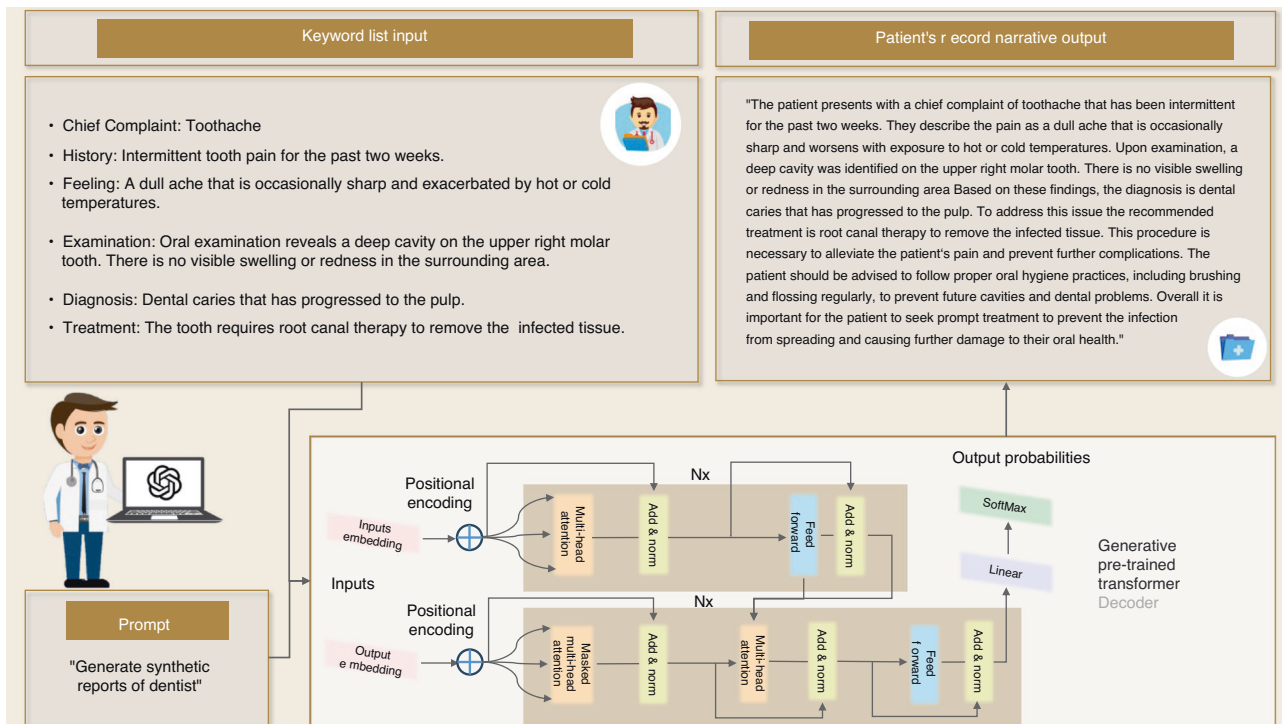 Keyword list input
• Chief Complaint: Toothache
• History: Intermittent tooth pain for the past two weeks.
• Feeling: A dull ache that is occasionally sharp and exacerbated by hot or cold
temperatures.
• Examination: Oral examination reveals a deep cavity on the upper right molar
tooth. There is no visible swelling or redness in the surrounding area.
• Diagnosis: Dental caries that has progressed to the pulp.
• Treatment: The tooth requires root canal therapy to remove the  infected tissue.
Patient's r ecord narrative output
"The patient presents with a chief complaint of toothache that has been intermittent
for the past two weeks. They describe the pain as a dull ache that is occasionally
sharp and worsens with exposure to hot or cold temperatures. Upon examination, a
deep cavity was identified on the upper right molar tooth. There is no visible swelling
or redness in the surrounding area Based on these findings, the diagnosis is dental
caries that has progressed to the pulp. To address this issue the recommended
treatment is root canal therapy to remove the infected tissue. This procedure is
necessary to alleviate the patient's pain and prevent further complications. The
patient should be advised to follow proper oral hygiene practices, including brushing
and flossing regularly, to prevent future cavities and dental problems. Overall it is
important for the patient to seek prompt treatment to prevent the infection
from spreading and causing further damage to their oral health."
Prompt
"Generate synthetic
reports of dentist"
Inputs
Positional
encoding
Inputs
embedding
Nx
Multi-head
attention
Add & norm
Feed
forward
Add & norm
Positional
encoding
Output
e mbedding
Nx
Masked
multi-head
attention
Add & norm
Multi-head
attention
Add & norm
Feed
f orward
Add & norm
Output probabilities
SoftMax
Linear
Generative
pre-trained
transformer
Decoder